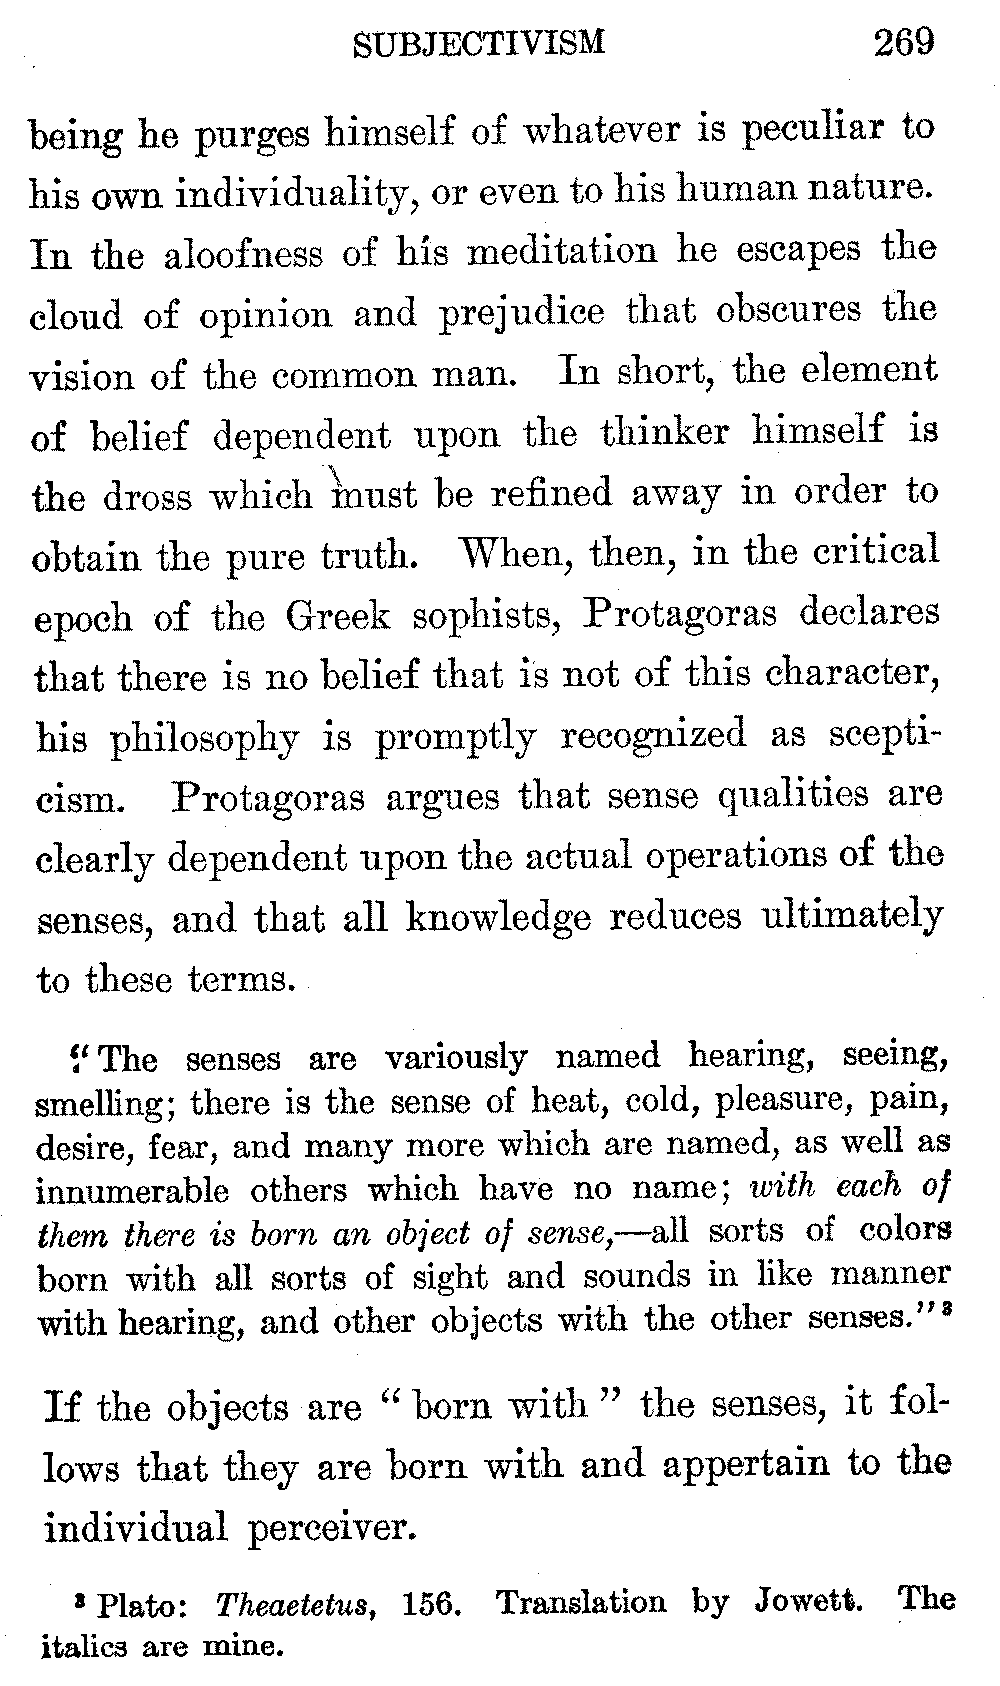 SUBJECTIVISM 269
being he purges himself of whatever is peculiar to
his own individuality, or even to his human nature.
In the aloofness of his meditation he escapes the
cloud of opinion and prejudice that obscures the
vision of the common man. In short, the element
of belief dependent upon the thinker himself is
the dross which must be refined away in order to
obtain the pure truth. When, then, in the critical
epoch of the Greek sophists, Protagoras declares
that there is no belief that is not of this character,
his philosophy is promptly recognized as scepti-
cism. Protagoras argues that sense qualities are
clearly dependent upon the actual operations of the
senses, and that all knowledge reduces ultimately
to these terms.
“The senses are variously named hearing, seeing,
smelling; there is the sense of heat, cold, pleasure, pain,
desire, fear, and many more which are named, as well as
innumerable others which have no name; with each of
them there is born an object of sense,—all sorts of colors
born with all sorts of sight and sounds in like manner
with hearing, and other objects with the other senses.”³
If the objects are “born with” the senses, it fol-
lows that they are born with and appertain to the
individual perceiver.
³ Plato: Theaetetus, 156. Translation by Jowett. The
italics are mine.